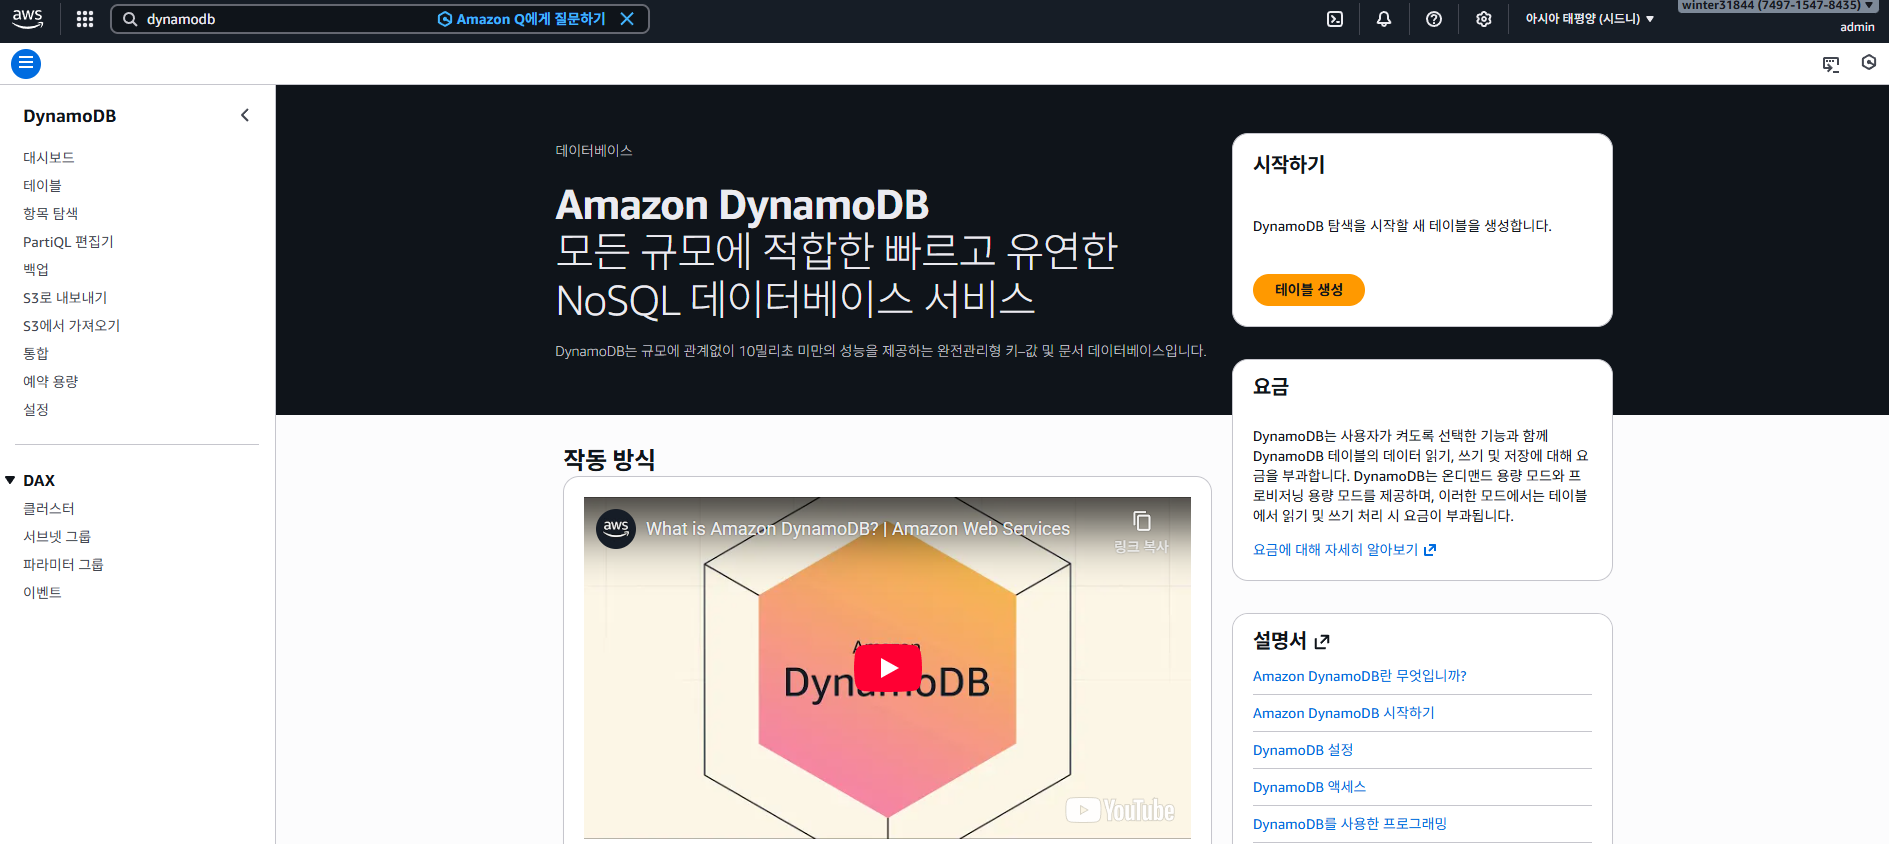 aws
dynamodb
Amazon Q에게 질문하기
아시아 태평양 (시드니)
winter31844 (7497-1547-8435)
admin
DynamoDB
대시보드
테이블
항목 탐색
PartiQL 편집기
백업
S3로 내보내기
S3에서 가져오기
통합
예약 용량
설정
DAX
클러스터
서브넷 그룹
파라미터 그룹
이벤트
데이터베이스
Amazon DynamoDB
모든 규모에 적합한 빠르고 유연한
NoSQL 데이터베이스 서비스
DynamoDB는 규모에 관계없이 10밀리초 미만의 성능을 제공하는 완전관리형 키-값 및 문서 데이터베이스입니다.
작동 방식
aws
What is Amazon DynamoDB? | Amazon Web Services
링크 복사
Amazon
DynamoDB
YouTube
시작하기
DynamoDB 탐색을 시작할 새 테이블을 생성합니다.
테이블 생성
요금
DynamoDB는 사용자가 켜도록 선택한 기능과 함께
DynamoDB 테이블의 데이터 읽기, 쓰기 및 저장에 대해 요
금을 부과합니다. DynamoDB는 온디맨드 용량 모드와 프
로비저닝 용량 모드를 제공하며, 이러한 모드에서는 테이블
에서 읽기 및 쓰기 처리 시 요금이 부과됩니다.
요금에 대해 자세히 알아보기
설명서
Amazon DynamoDB란 무엇입니까?
Amazon DynamoDB 시작하기
DynamoDB 설정
DynamoDB 액세스
DynamoDB를 사용한 프로그래밍